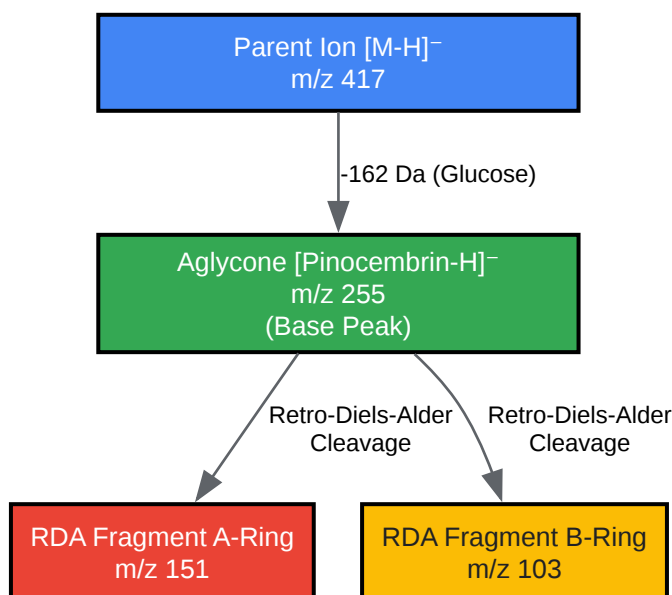 Parent Ion [M-H]⁻
m/z 417
-162 Da (Glucose)
Aglycone [Pinocembrin-H]⁻
m/z 255
(Base Peak)
Retro-Diels-Alder
Cleavage
Retro-Diels-Alder
Cleavage
RDA Fragment A-Ring
m/z 151
RDA Fragment B-Ring
m/z 103